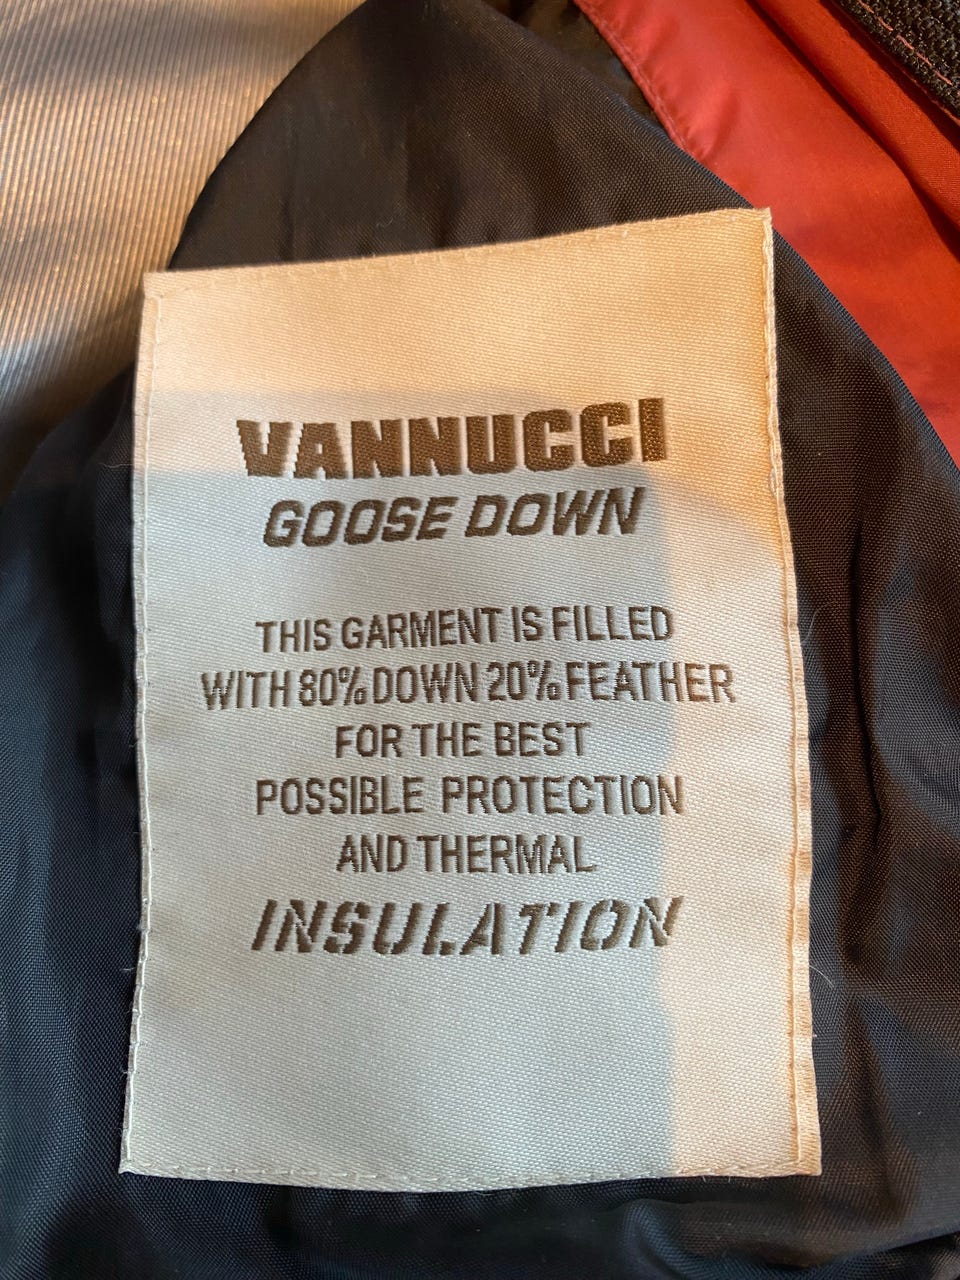 VANNUCCI
GOOSE DOWN
THIS GARMENT IS FILLED
WITH 80% DOWN 20% FEATHER
FOR THE BEST
POSSIBLE PROTECTION
AND THERMAL
INSULATION